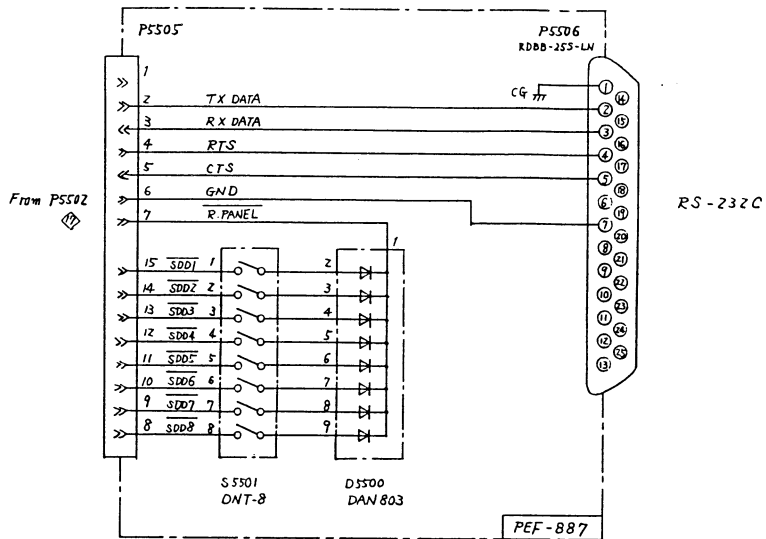 P5505
P5506
RDBB-25S-LN
1
CG
1
14
2 TX DATA
2
15
3 RX DATA
3
16
4 RTS
4
17
5 CTS
5
18
From P5502
6 GND
6
19
RS-232C
17
7 R.PANEL
7
20
1
8
21
15 SDD1 1 2
9
22
14 SDD2 2 3
10
23
13 SDD3 3 4
11
24
12 SDD4 4 5
12
25
11 SDD5 5 6
13
10 SDD6 6 7
9 SDD7 7 8
8 SDD8 8 9
S5501
DNT-8
D5500
DAN 803
PEF-887